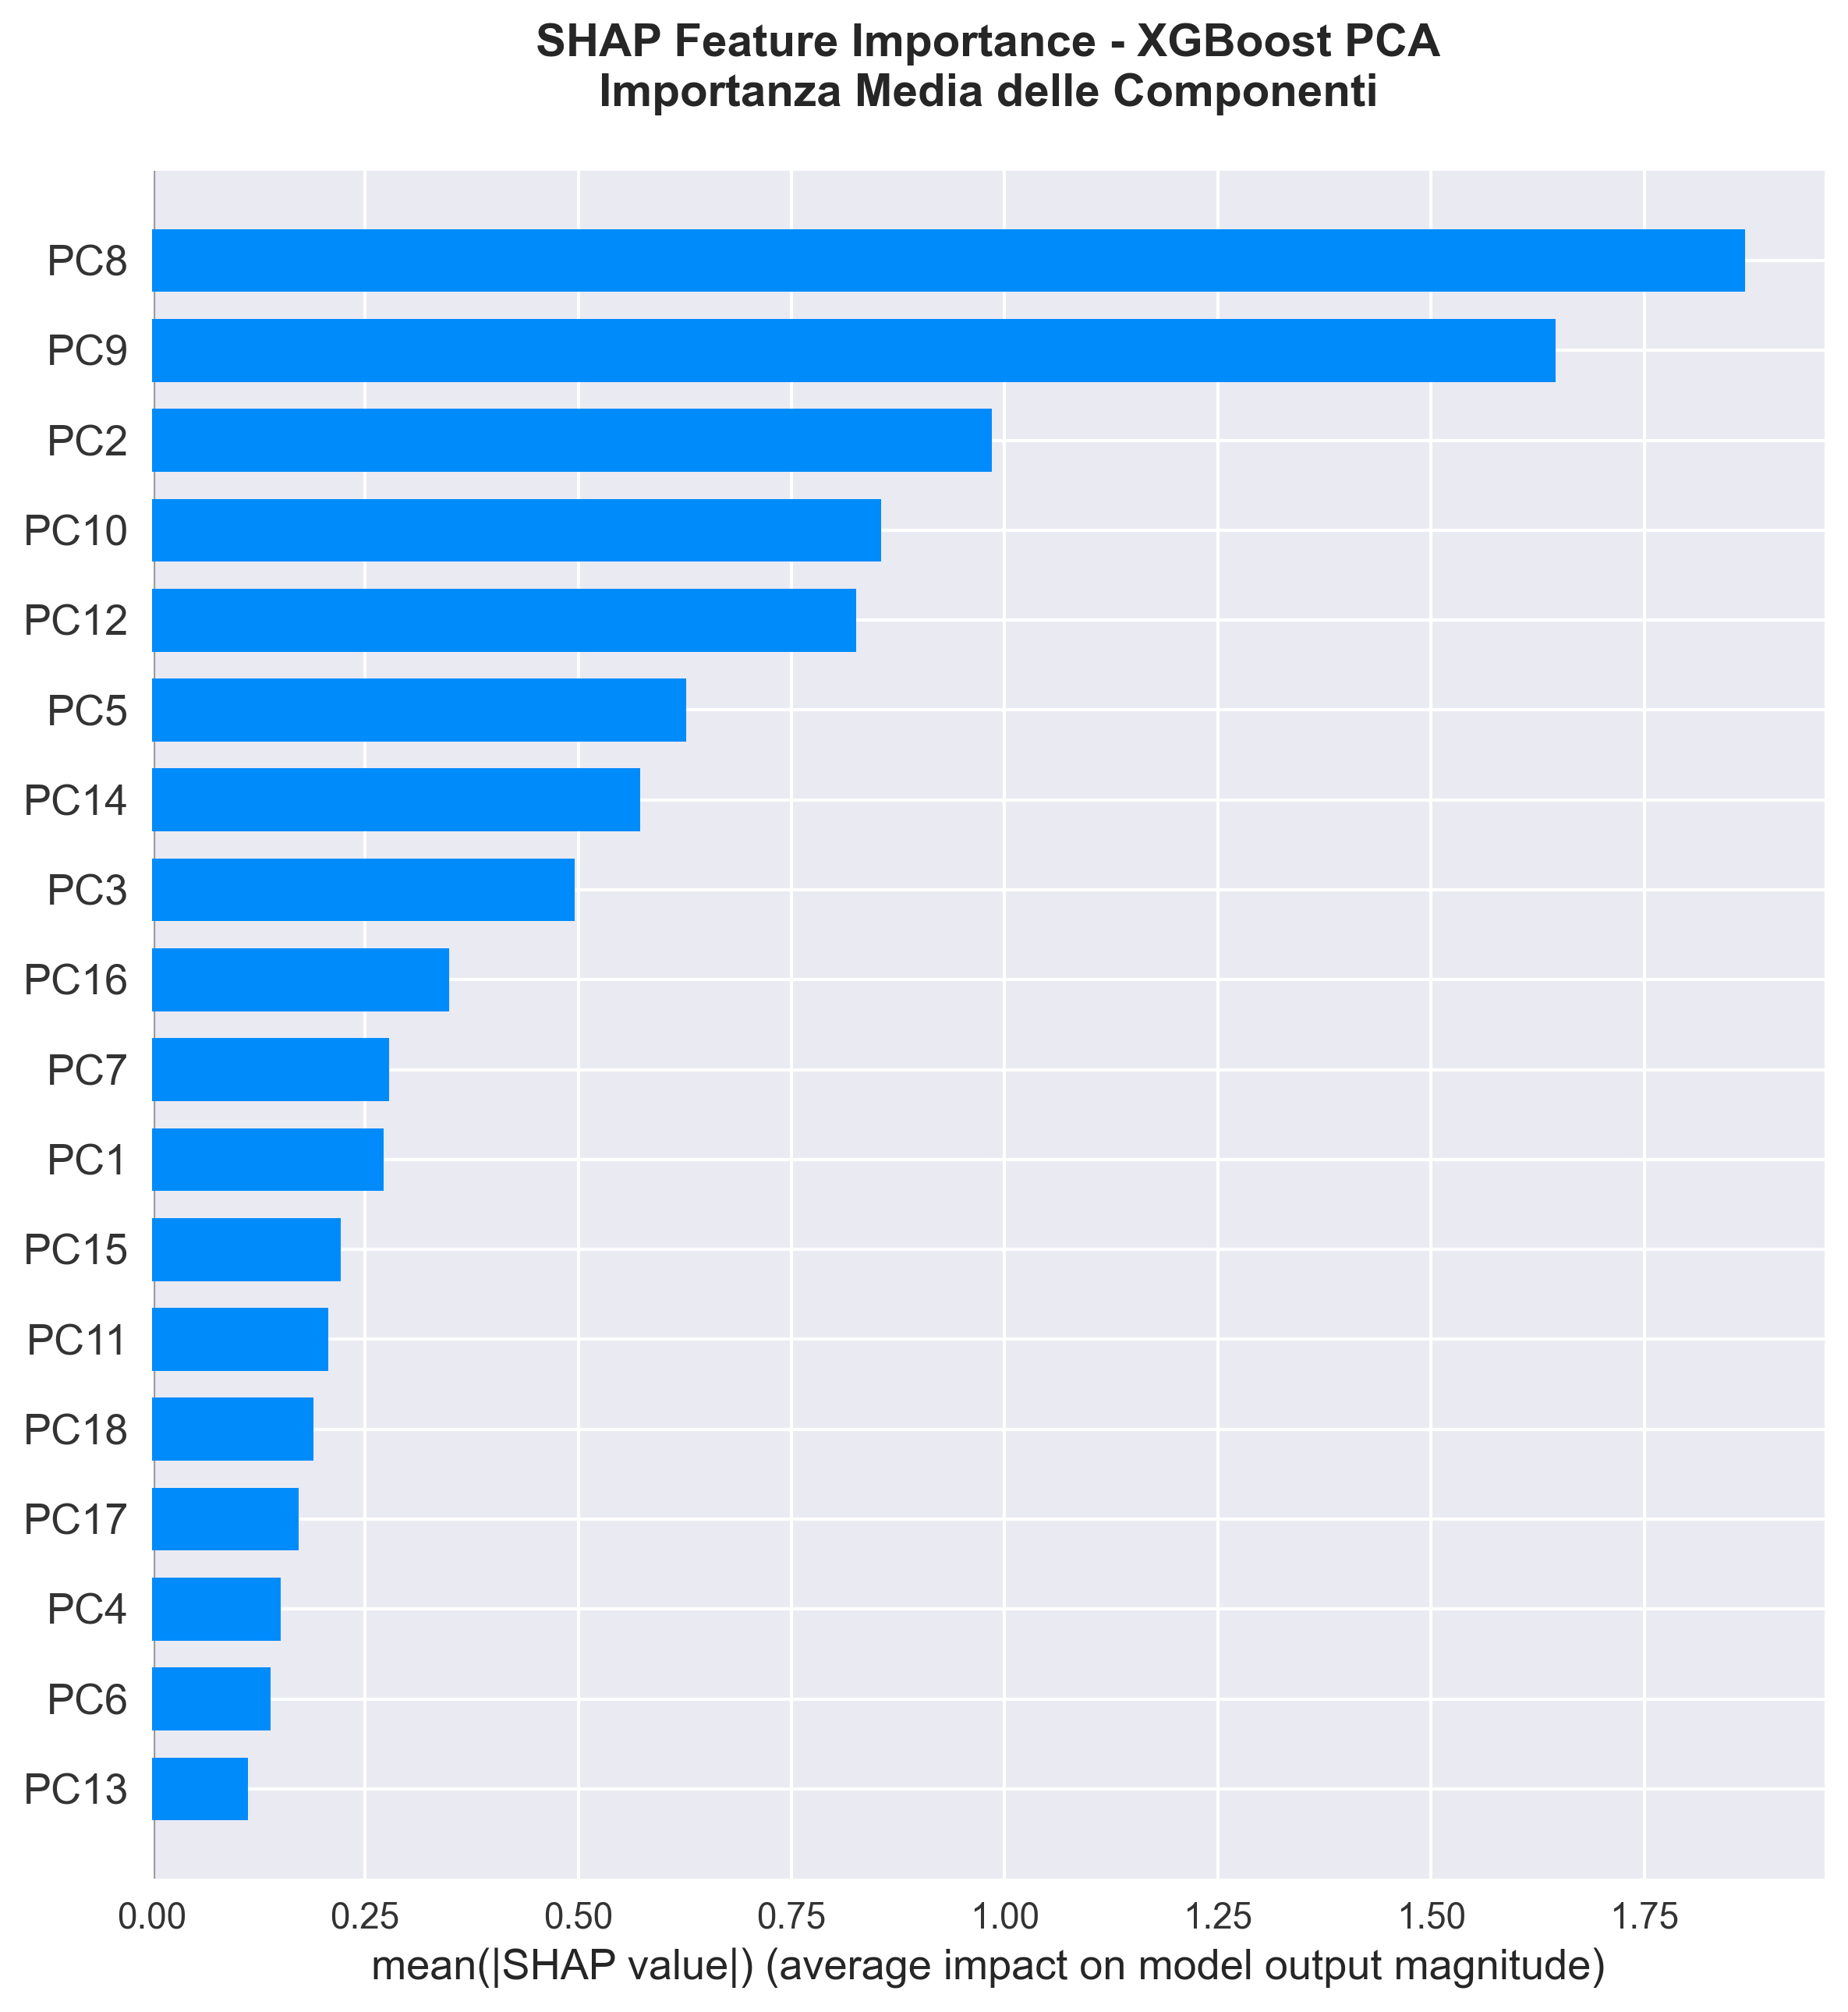 SHAP Feature Importance - XGBoost PCA
Importanza Media delle Componenti
PC8
PC9
PC2
PC10
PC12
PC5
PC14
PC3
PC16
PC7
PC1
PC15
PC11
PC18
PC17
PC4
PC6
PC13
0.00 0.25 0.50 0.75 1.00 1.25 1.50 1.75
mean(|SHAP value|) (average impact on model output magnitude)